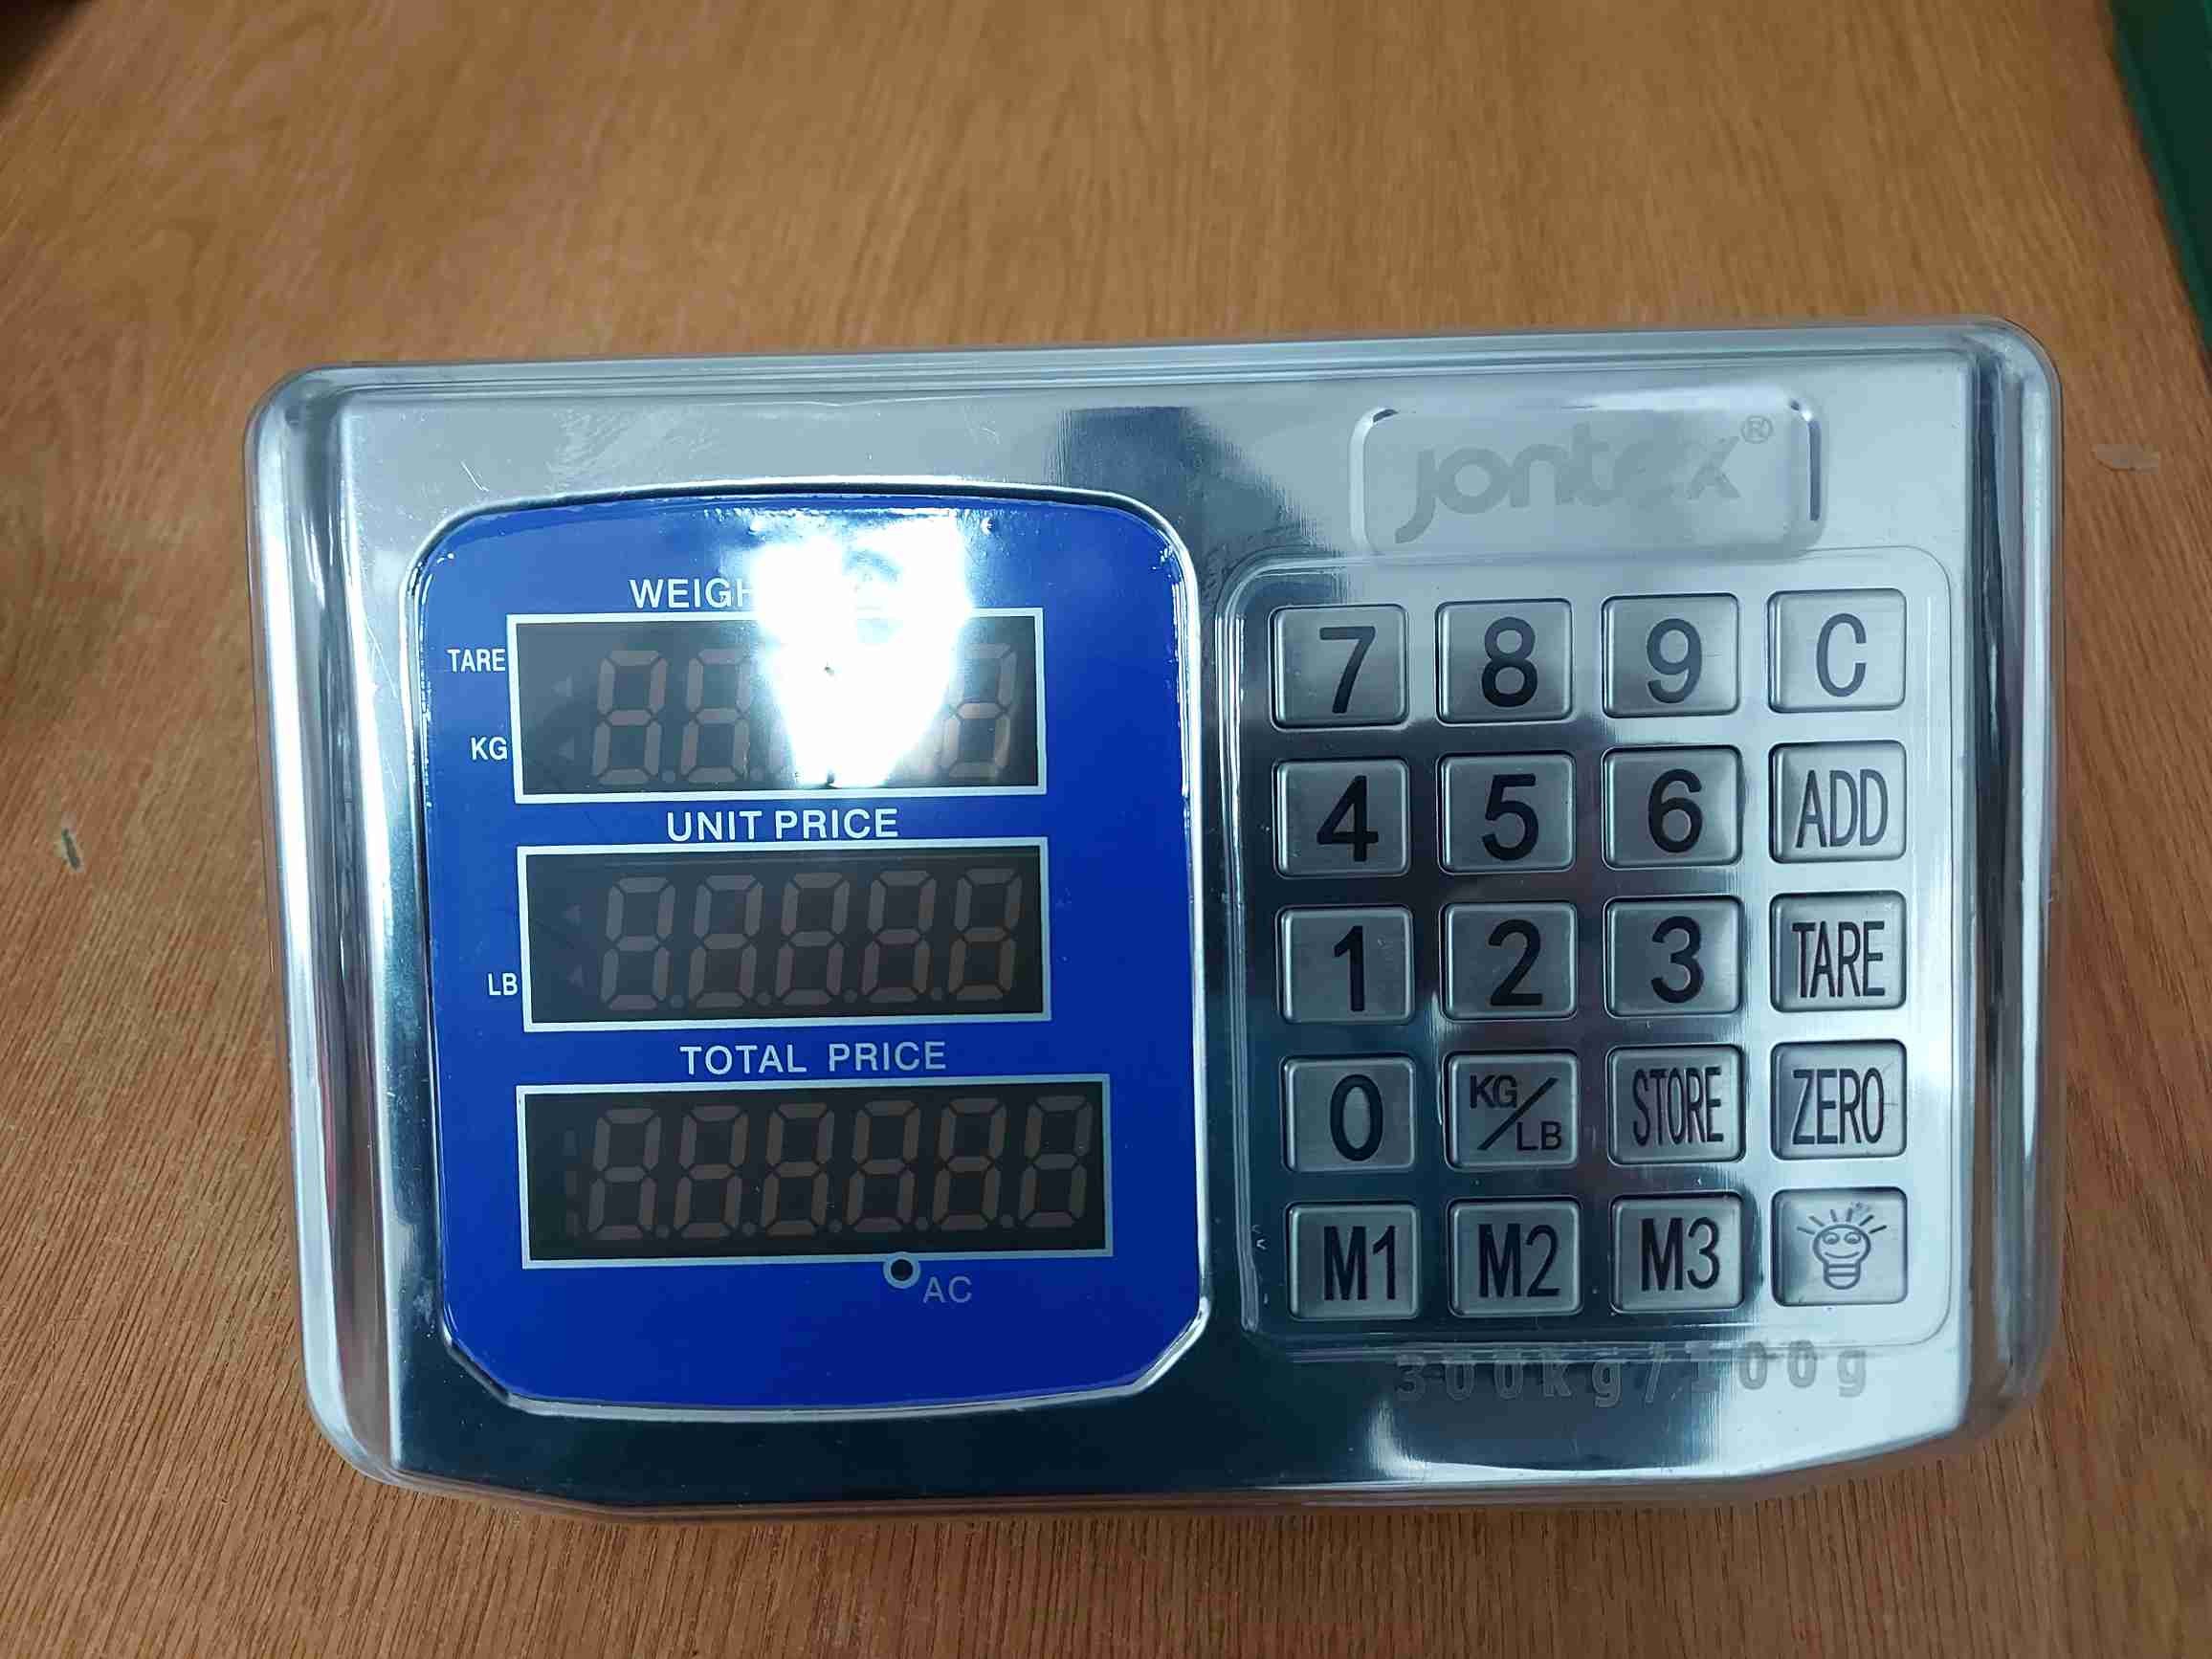 jontex®
TARE
KG
UNIT PRICE
LB
TOTAL PRICE
AC
7 8 9 C
4 5 6 ADD
1 2 3 TARE
0 KG/LB STORE ZERO
M1 M2 M3
300kg/100g